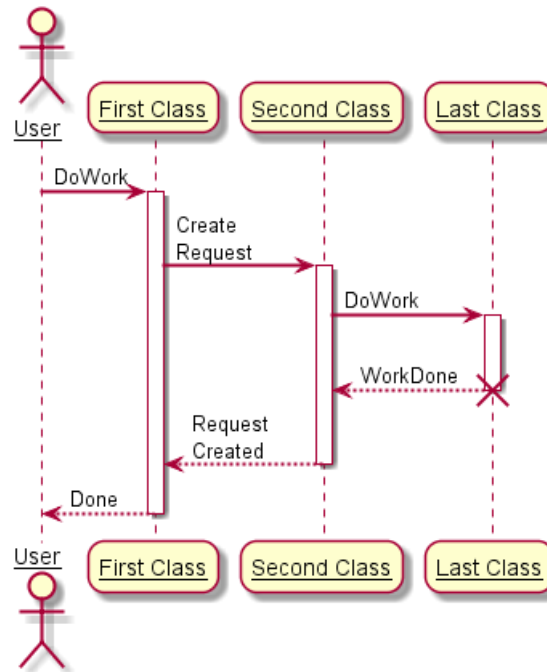 User
First Class
Second Class
Last Class
DoWork
Create
Request
DoWork
WorkDone
Request
Created
Done
User
First Class
Second Class
Last Class